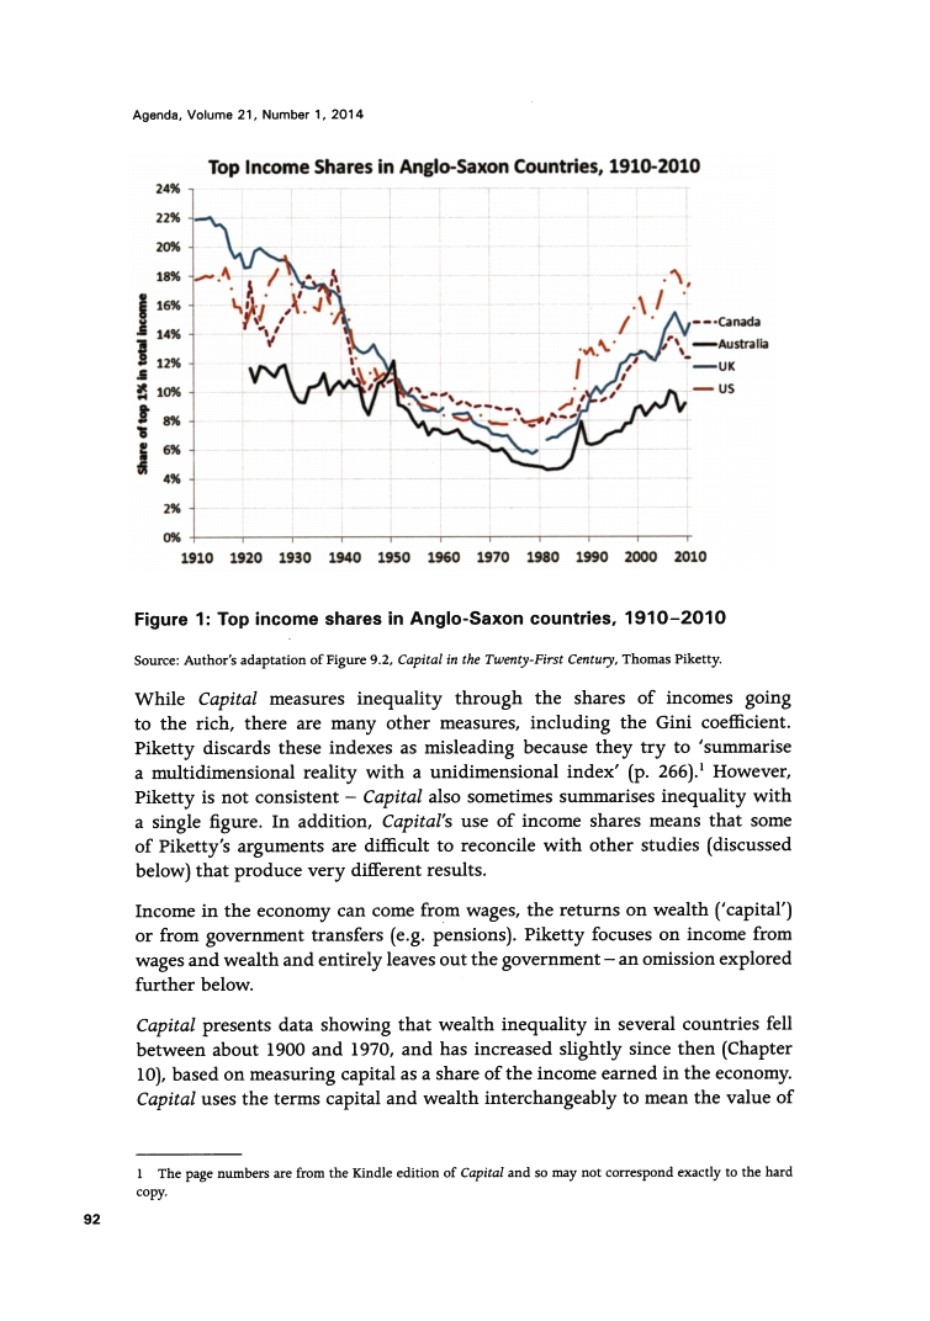 Agenda, Volume 21, Number 1, 2014
Top Income Shares in Anglo-Saxon Countries, 1910-2010
24%
22%
20%
18%
16%
14%
12%
10%
8%
6%
4%
2%
0%
Share of top 1% in total income
1910 1920 1930 1940 1950 1960 1970 1980 1990 2000 2010
Canada
Australia
UK
US
Figure 1: Top income shares in Anglo-Saxon countries, 1910–2010
Source: Author's adaptation of Figure 9.2, Capital in the Twenty-First Century, Thomas Piketty.
While Capital measures inequality through the shares of incomes going
to the rich, there are many other measures, including the Gini coefficient.
Piketty discards these indexes as misleading because they try to 'summarise
a multidimensional reality with a unidimensional index' (p. 266).¹ However,
Piketty is not consistent – Capital also sometimes summarises inequality with
a single figure. In addition, Capital's use of income shares means that some
of Piketty's arguments are difficult to reconcile with other studies (discussed
below) that produce very different results.
Income in the economy can come from wages, the returns on wealth ('capital')
or from government transfers (e.g. pensions). Piketty focuses on income from
wages and wealth and entirely leaves out the government – an omission explored
further below.
Capital presents data showing that wealth inequality in several countries fell
between about 1900 and 1970, and has increased slightly since then (Chapter
10), based on measuring capital as a share of the income earned in the economy.
Capital uses the terms capital and wealth interchangeably to mean the value of
1 The page numbers are from the Kindle edition of Capital and so may not correspond exactly to the hard
copy.
92